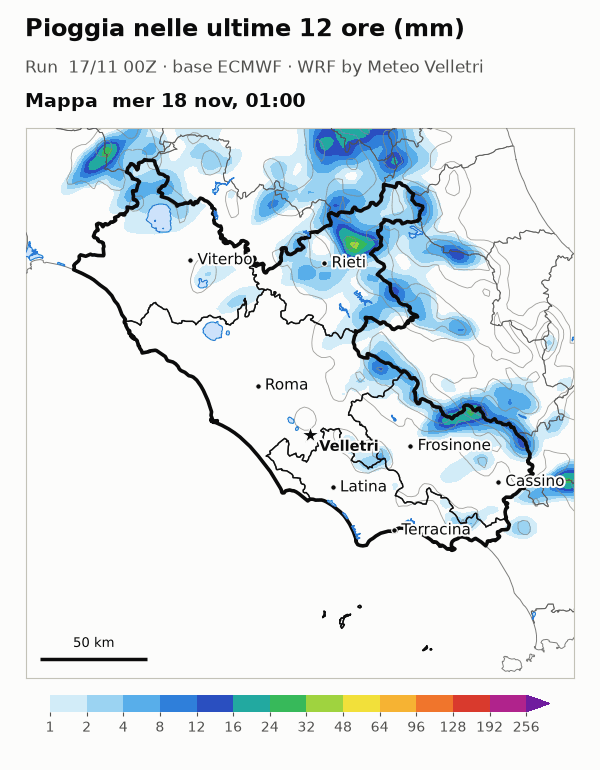 Pioggia nelle ultime 12 ore (mm)
Run  17/11 00Z · base ECMWF · WRF by Meteo Velletri
Mappa  mer 18 nov, 01:00
Viterbo
Rieti
Roma
Velletri
Frosinone
Cassino
Latina
Terracina
50 km
1 2 4 8 12 16 24 32 48 64 96 128 192 256